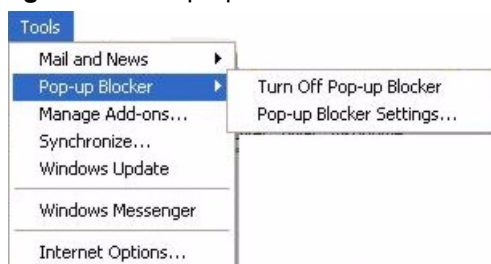 Tools
Mail and News
Pop-up Blocker
Turn Off Pop-up Blocker
Manage Add-ons...
Pop-up Blocker Settings...
Synchronize...
Windows Update
Windows Messenger
Internet Options...